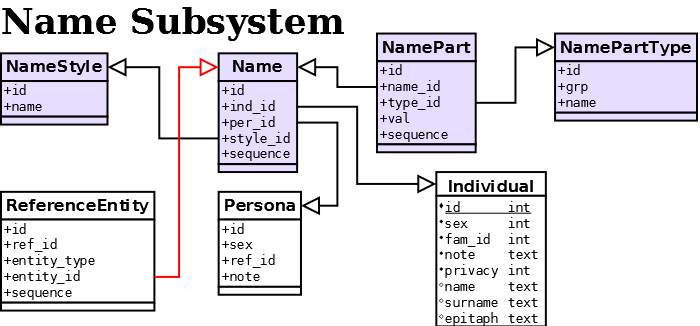 Name Subsystem
NameStyle
+id
+name
Name
+id
+ind_id
+per_id
+style_id
+sequence
NamePart
+id
+name_id
+type_id
+val
+sequence
NamePartType
+id
+grp
+name
ReferenceEntity
+id
+ref_id
+entity_type
+entity_id
+sequence
Persona
+id
+sex
+ref_id
+note
Individual
id int
sex int
fam_id int
note text
privacy int
name text
surname text
epitaph text